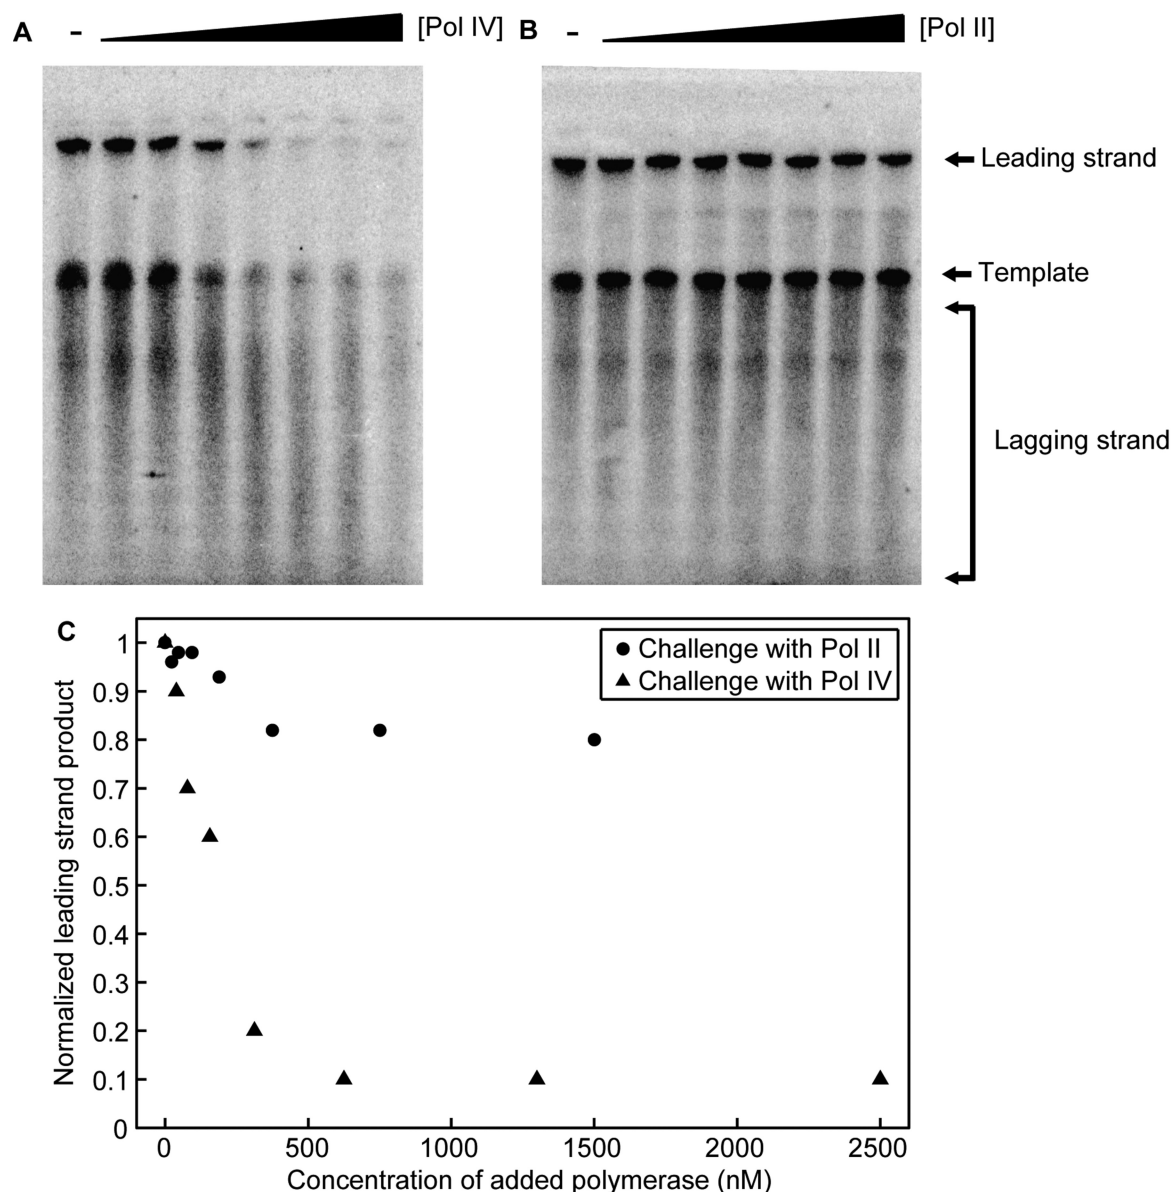 A - [Pol IV] B - [Pol II]
Leading strand
Template
Lagging strand
C
Challenge with Pol II
Challenge with Pol IV
Normalized leading strand product
1
0.9
0.8
0.7
0.6
0.5
0.4
0.3
0.2
0.1
0
0 500 1000 1500 2000 2500
Concentration of added polymerase (nM)